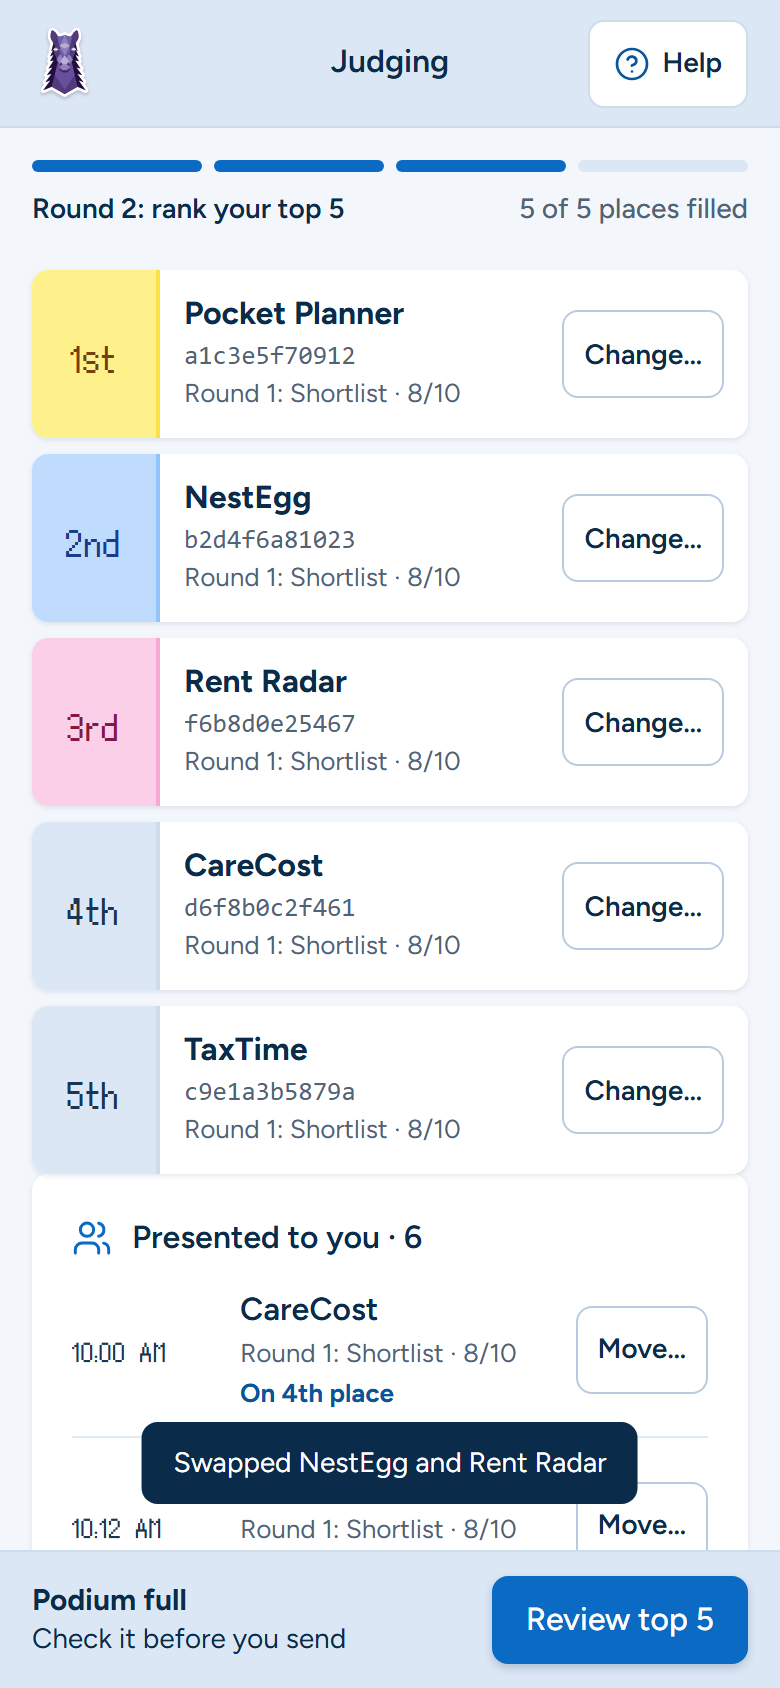 Judging
Help
Round 2: rank your top 5
5 of 5 places filled
1st
Pocket Planner
a1c3e5f70912
Round 1: Shortlist · 8/10
Change...
2nd
NestEgg
b2d4f6a81023
Round 1: Shortlist · 8/10
Change...
3rd
Rent Radar
f6b8d0e25467
Round 1: Shortlist · 8/10
Change...
4th
CareCost
d6f8b0c2f461
Round 1: Shortlist · 8/10
Change...
5th
TaxTime
c9e1a3b5879a
Round 1: Shortlist · 8/10
Change...
Presented to you · 6
10:00 AM
CareCost
Round 1: Shortlist · 8/10
On 4th place
Move...
Swapped NestEgg and Rent Radar
10:12 AM
Round 1: Shortlist · 8/10
Move...
Podium full
Check it before you send
Review top 5